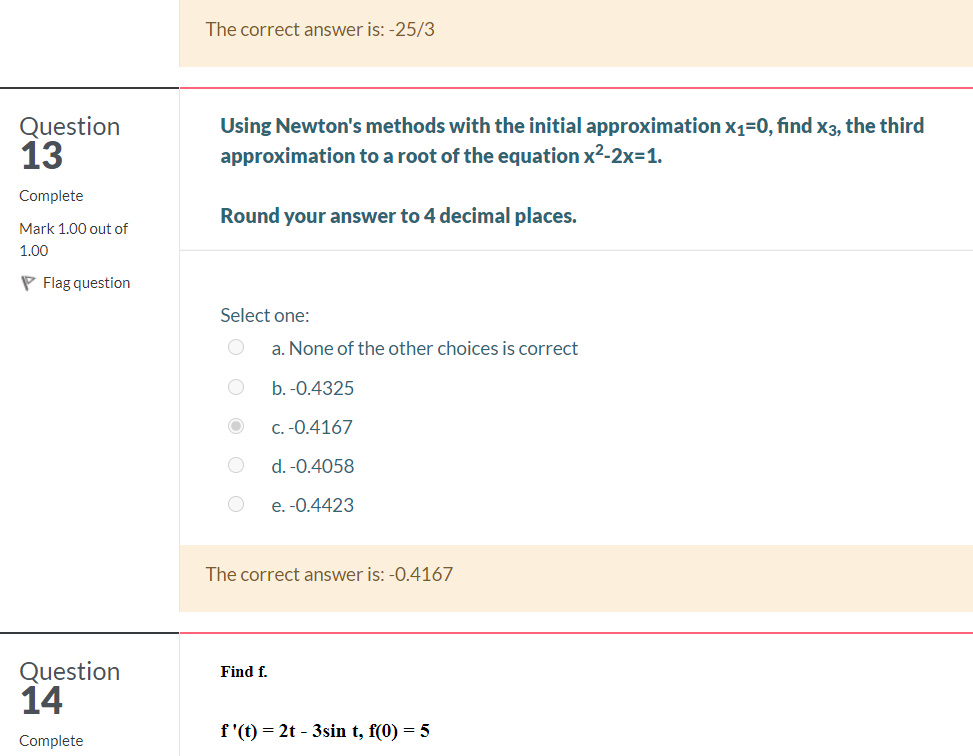 The correct answer is: -25/3
Question
13
Complete
Mark 1.00 out of
1.00
Flag question
Using Newton's methods with the initial approximation x₁=0, find x₃, the third
approximation to a root of the equation x²-2x=1.
Round your answer to 4 decimal places.
Select one:
a. None of the other choices is correct
b. -0.4325
c. -0.4167
d. -0.4058
e. -0.4423
The correct answer is: -0.4167
Question
14
Complete
Find f.
f '(t) = 2t - 3sin t, f(0) = 5